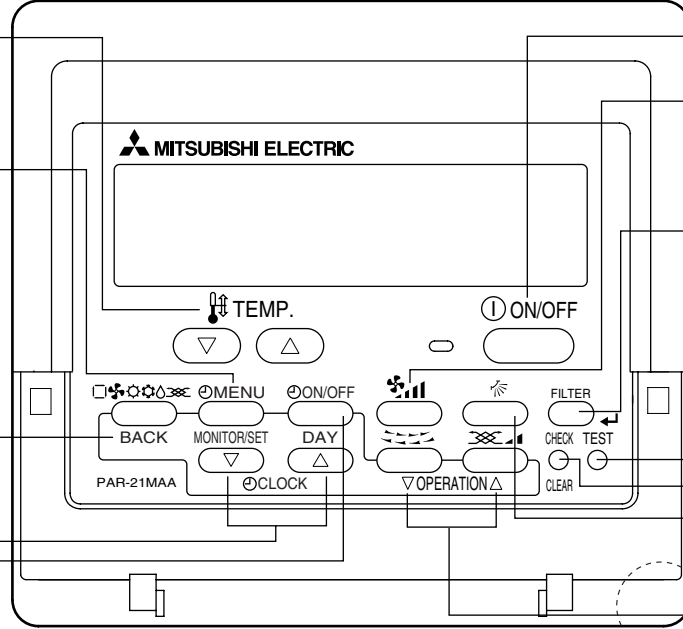 MITSUBISHI ELECTRIC
TEMP.
ON/OFF
MENU
ON/OFF
FILTER
BACK
MONITOR/SET
DAY
CHECK
TEST
PAR-21MAA
CLOCK
OPERATION
CLEAR